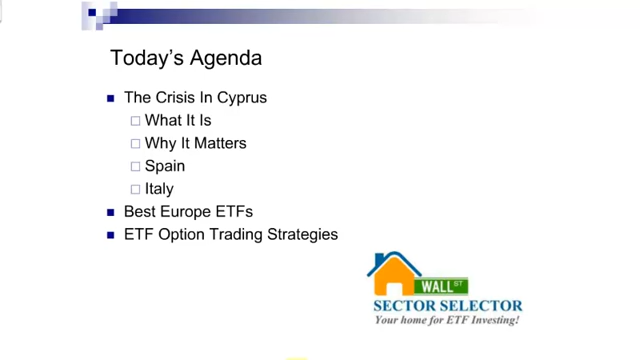 Today's Agenda
The Crisis In Cyprus
What It Is
Why It Matters
Spain
Italy
Best Europe ETFs
ETF Option Trading Strategies
WALL ST
SECTOR SELECTOR
Your home for ETF Investing!